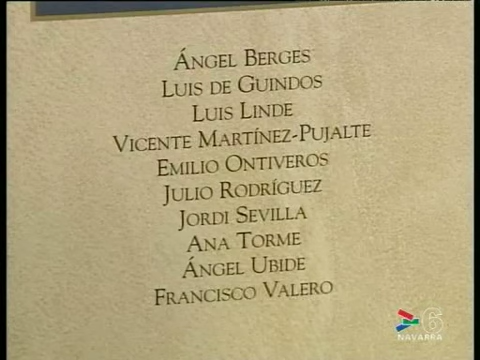 ÁNGEL BERGES
LUIS DE GUINDOS
LUIS LINDE
VICENTE MARTÍNEZ-PUJALTE
EMILIO ONTIVEROS
JULIO RODRÍGUEZ
JORDI SEVILLA
ANA TORME
ÁNGEL UBIDE
FRANCISCO VALERO
6
NAVARRA